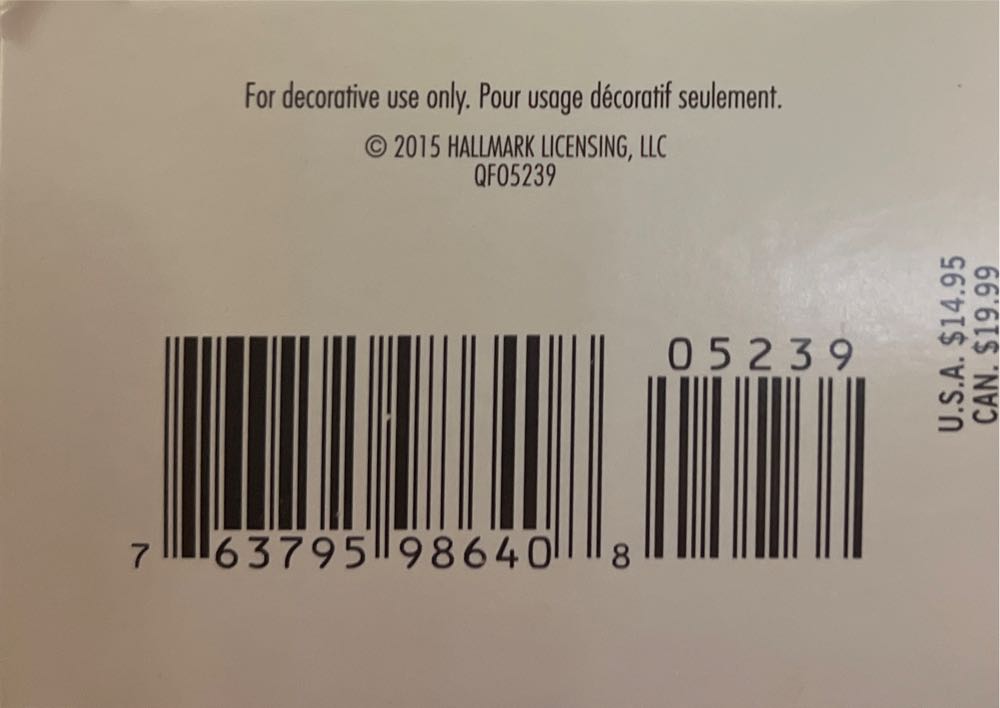 For decorative use only. Pour usage décoratif seulement.
© 2015 HALLMARK LICENSING, LLC
QFO5239
U.S.A. $14.95
CAN. $19.99
05239
7 63795 98640 8